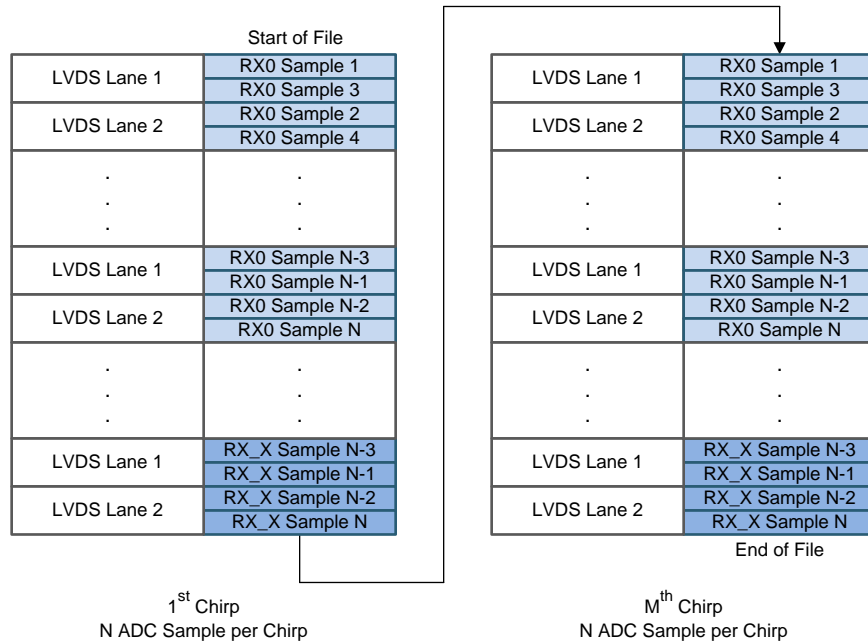 Start of File
LVDS Lane 1
RX0 Sample 1
RX0 Sample 3
LVDS Lane 2
RX0 Sample 2
RX0 Sample 4
. .
. .
. .
LVDS Lane 1
RX0 Sample N-3
RX0 Sample N-1
LVDS Lane 2
RX0 Sample N-2
RX0 Sample N
. .
. .
. .
LVDS Lane 1
RX_X Sample N-3
RX_X Sample N-1
LVDS Lane 2
RX_X Sample N-2
RX_X Sample N
1st Chirp
N ADC Sample per Chirp
LVDS Lane 1
RX0 Sample 1
RX0 Sample 3
LVDS Lane 2
RX0 Sample 2
RX0 Sample 4
. .
. .
. .
LVDS Lane 1
RX0 Sample N-3
RX0 Sample N-1
LVDS Lane 2
RX0 Sample N-2
RX0 Sample N
. .
. .
. .
LVDS Lane 1
RX_X Sample N-3
RX_X Sample N-1
LVDS Lane 2
RX_X Sample N-2
RX_X Sample N
End of File
Mth Chirp
N ADC Sample per Chirp